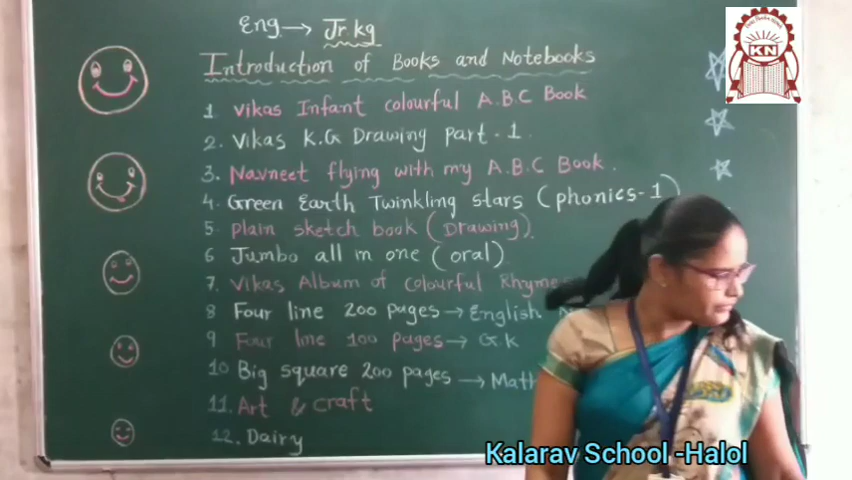 Eng → Jr kg
Introduction of Books and Notebooks
1 Vikas Infant colourful A.B.C Book
2. Vikas K.G Drawing part-1.
3. Navneet flying with my A.B.C Book.
4. Green Earth Twinkling stars (phonics-1)
5. plain sketch book (Drawing).
6 Jumbo all in one (oral)
7. Vikas Album of colourful Rhymes
8 Four line 200 pages → English
9 Four line 100 pages → G.K
10 Big square 200 pages → Math
11. Art & craft
12. Dairy
KN
Kalarav School -Halol